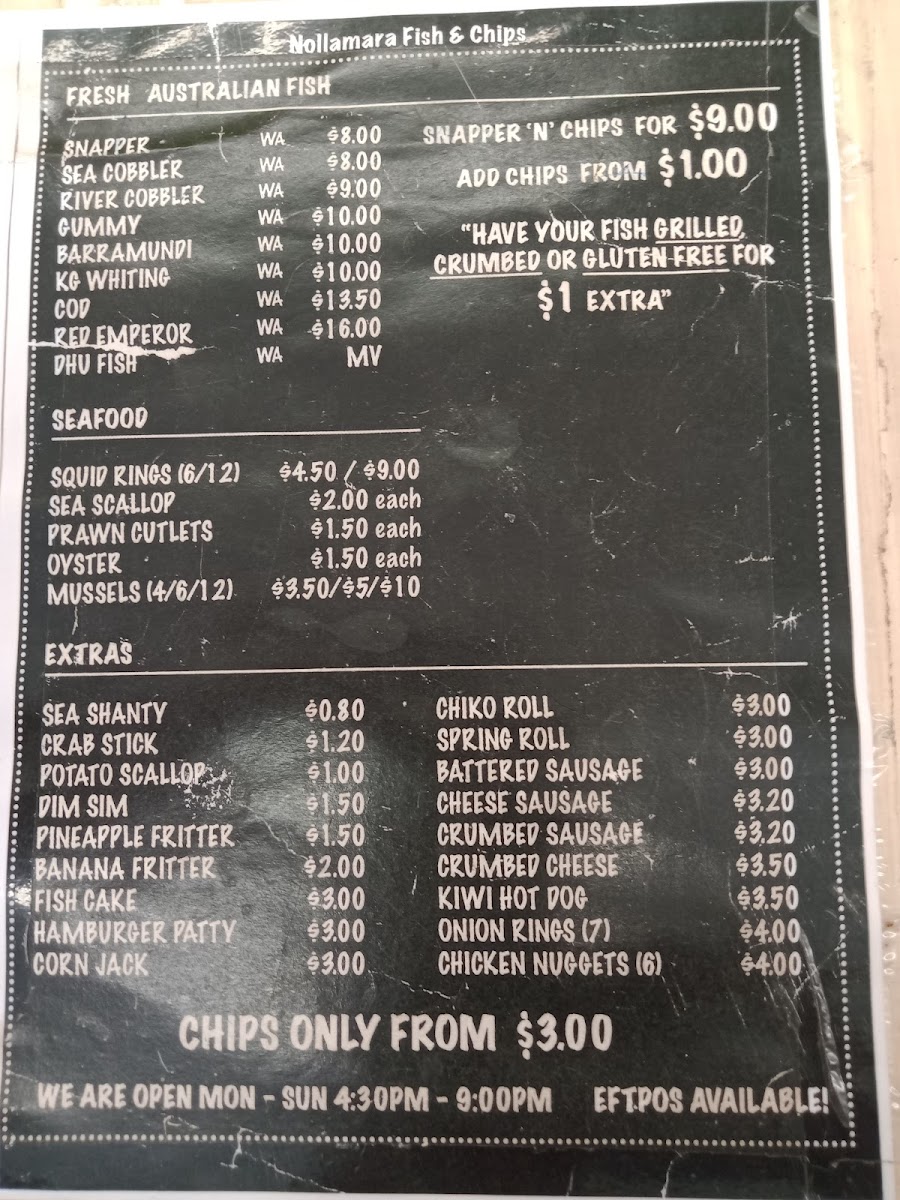 Nollamara Fish & Chips
FRESH AUSTRALIAN FISH
SNAPPER WA $8.00
SEA COBBLER WA $8.00
RIVER COBBLER WA $9.00
GUMMY WA $10.00
BARRAMUNDI WA $10.00
KG WHITING WA $10.00
COD WA $13.50
RED EMPEROR WA $16.00
DHU FISH WA MV
SNAPPER 'N' CHIPS FOR $9.00
ADD CHIPS FROM $1.00
"HAVE YOUR FISH GRILLED,
CRUMBED OR GLUTEN-FREE FOR
$1 EXTRA"
SEAFOOD
SQUID RINGS (6/12) $4.50 / $9.00
SEA SCALLOP $2.00 each
PRAWN CUTLETS $1.50 each
OYSTER $1.50 each
MUSSELS (4/6/12) $3.50/$5/$10
EXTRAS
SEA SHANTY $0.80
CRAB STICK $1.20
POTATO SCALLOP $1.00
DIM SIM $1.50
PINEAPPLE FRITTER $1.50
BANANA FRITTER $2.00
FISH CAKE $3.00
HAMBURGER PATTY $3.00
CORN JACK $3.00
CHIKO ROLL $3.00
SPRING ROLL $3.00
BATTERED SAUSAGE $3.00
CHEESE SAUSAGE $3.20
CRUMBED SAUSAGE $3.20
CRUMBED CHEESE $3.50
KIWI HOT DOG $3.50
ONION RINGS (7) $4.00
CHICKEN NUGGETS (6) $4.00
CHIPS ONLY FROM $3.00
WE ARE OPEN MON - SUN 4:30PM - 9:00PM EFTPOS AVAILABLE!